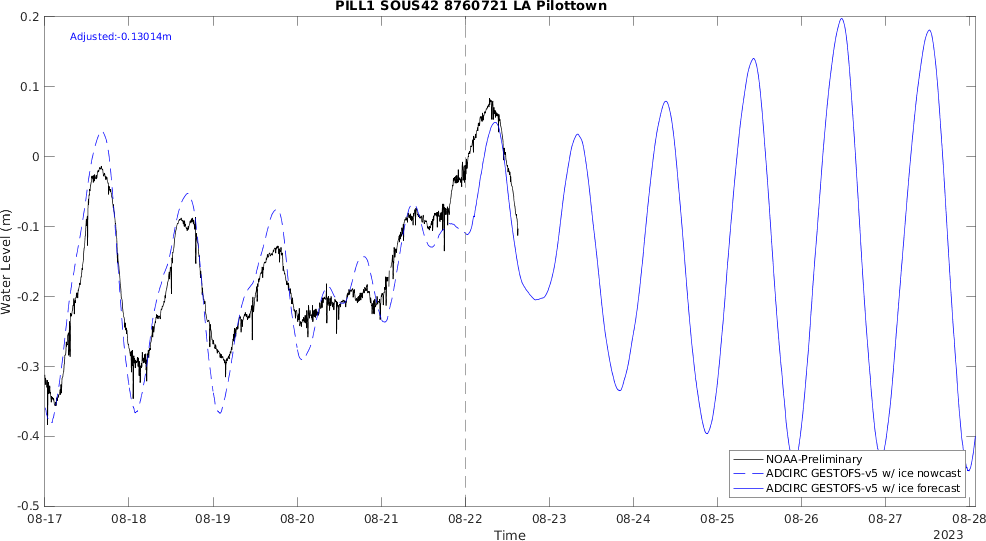 PILL1 SOUS42 8760721 LA Pilottown
Adjusted:-0.13014m
Water Level (m)
0.2
0.1
0
-0.1
-0.2
-0.3
-0.4
-0.5
NOAA-Preliminary
ADCIRC GESTOFS-v5 w/ ice nowcast
ADCIRC GESTOFS-v5 w/ ice forecast
08-17 08-18 08-19 08-20 08-21 08-22 08-23 08-24 08-25 08-26 08-27 08-28
Time
2023